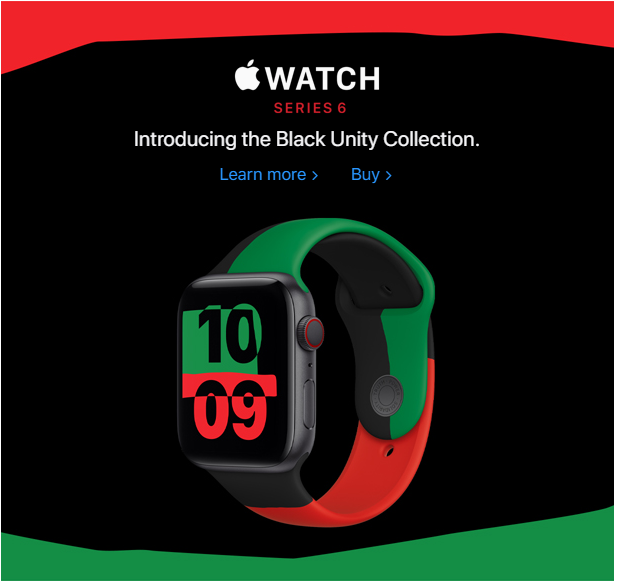 WATCH
SERIES 6
Introducing the Black Unity Collection.
Learn more > Buy >
10
09